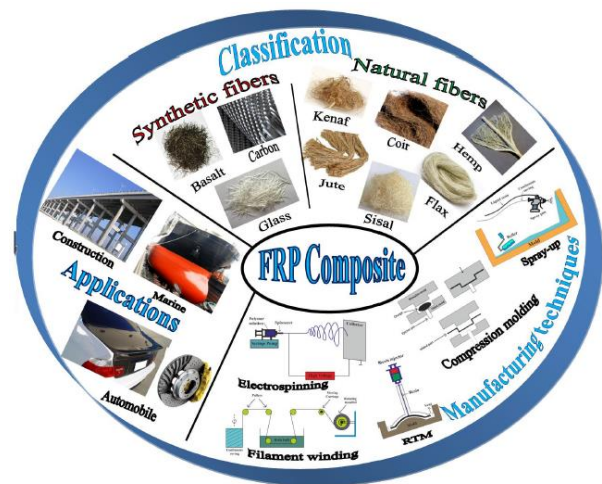 Classification
Synthetic fibers
Basalt
Carbon
Glass
Natural fibers
Kenaf
Coir
Hemp
Jute
Sisal
Flax
FRP Composite
Applications
Construction
Marine
Automobile
Manufacturing techniques
Spray-up
Compression molding
RTM
Electrospinning
Filament winding